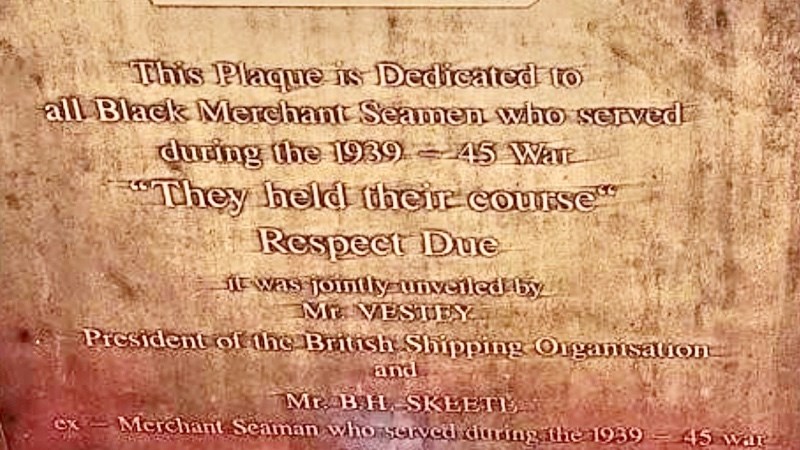 This Plaque is Dedicated to
all Black Merchant Seamen who served
during the 1939 – 45 War
“They held their course“
Respect Due
it was jointly unveiled by
Mr. VESTEY
President of the British Shipping Organisation
and
Mr. B.H. SKEETE
ex – Merchant Seaman who served during the 1939 – 45 war